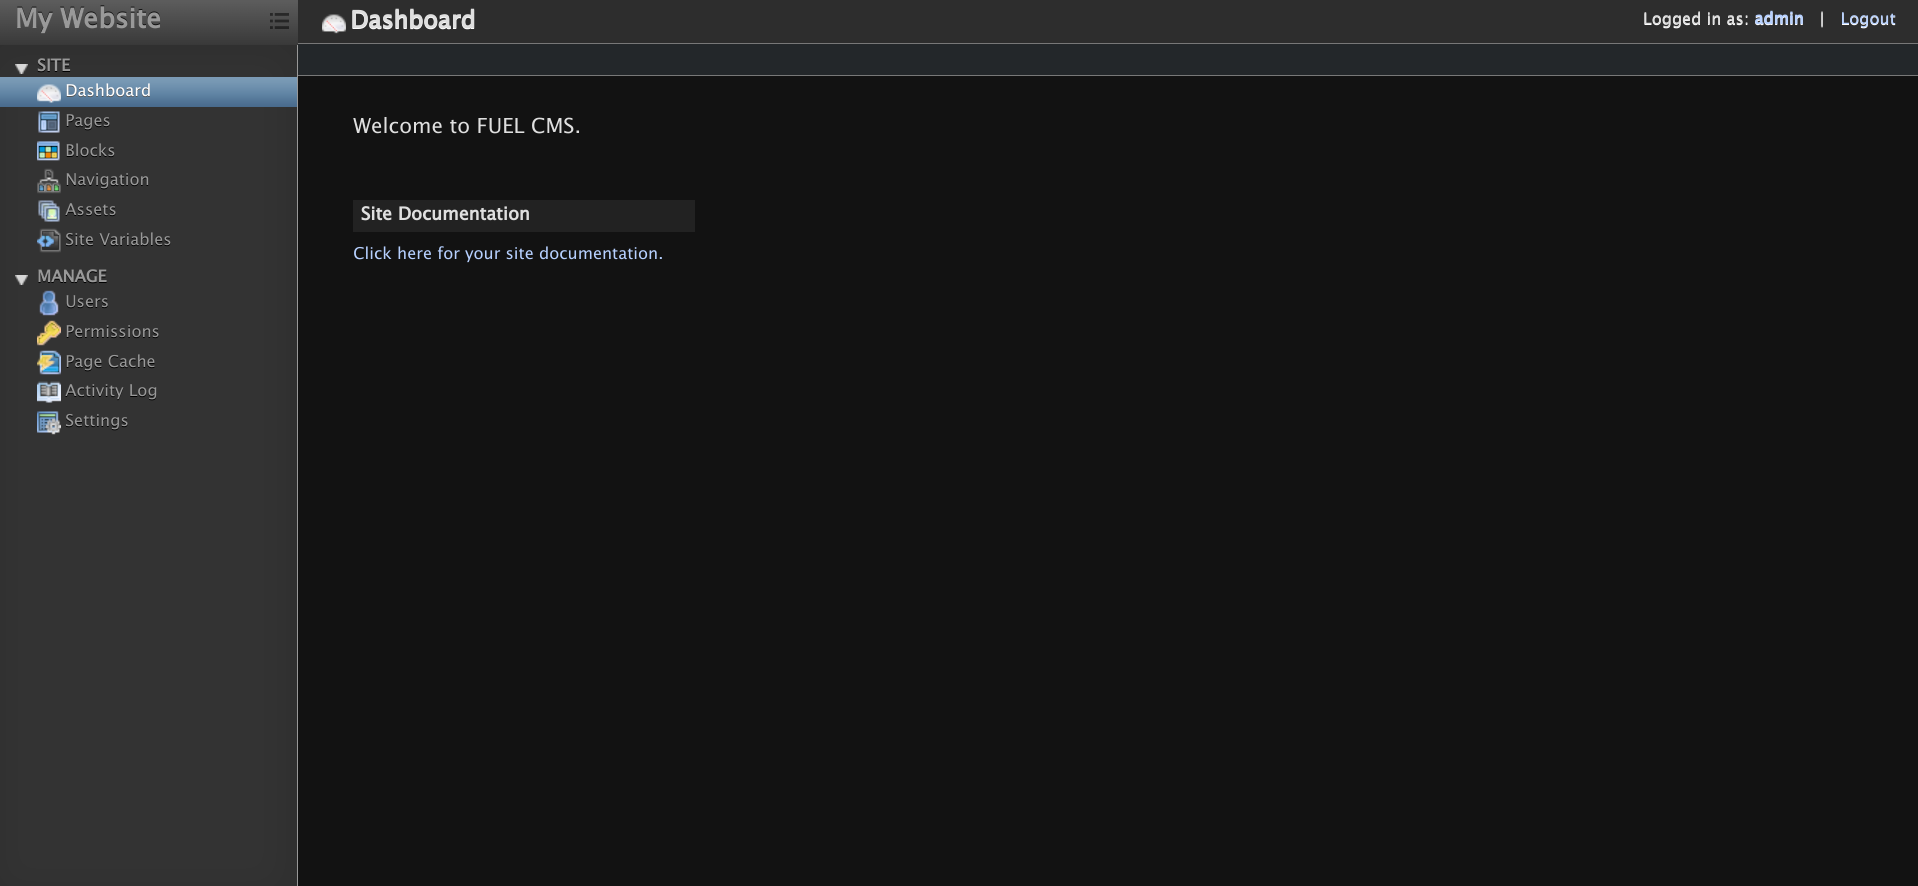 My Website
Dashboard
Logged in as: admin | Logout
SITE
Dashboard
Pages
Blocks
Navigation
Assets
Site Variables
MANAGE
Users
Permissions
Page Cache
Activity Log
Settings
Welcome to FUEL CMS.
Site Documentation
Click here for your site documentation.